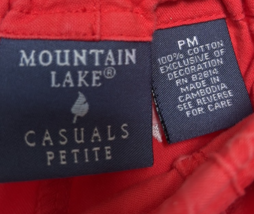 MOUNTAIN
LAKE®
CASUALS
PETITE
PM
100% COTTON
EXCLUSIVE OF
DECORATION
RN 82814
MADE IN
CAMBODIA
SEE REVERSE
FOR CARE